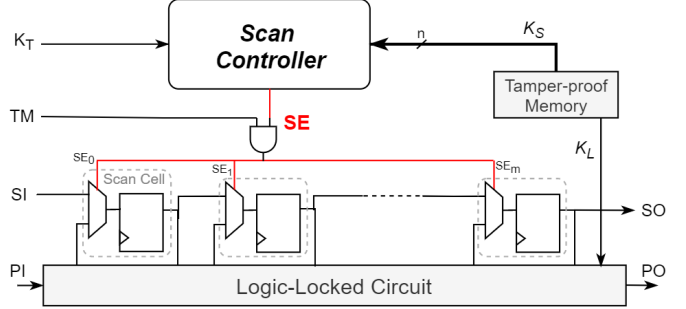 Scan
Controller
K_T
n
K_S
Tamper-proof
Memory
TM
SE
K_L
SE_0
Scan Cell
SE_1
SE_m
SI
SO
PI
Logic-Locked Circuit
PO